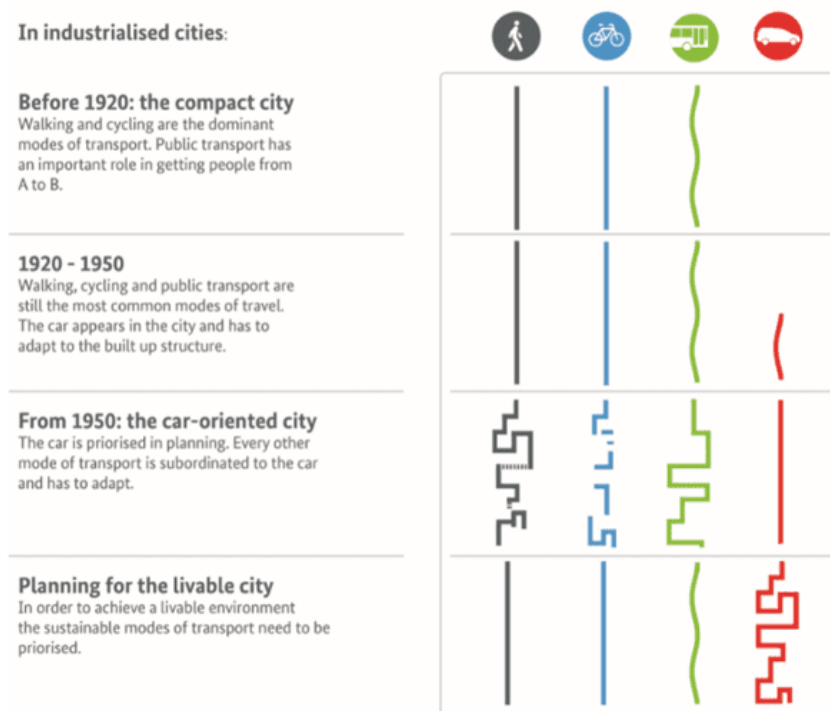 In industrialised cities:
Before 1920: the compact city
Walking and cycling are the dominant
modes of transport. Public transport has
an important role in getting people from
A to B.
1920 - 1950
Walking, cycling and public transport are
still the most common modes of travel.
The car appears in the city and has to
adapt to the built up structure.
From 1950: the car-oriented city
The car is priorised in planning. Every other
mode of transport is subordinated to the car
and has to adapt.
Planning for the livable city
In order to achieve a livable environment
the sustainable modes of transport need to be
priorised.